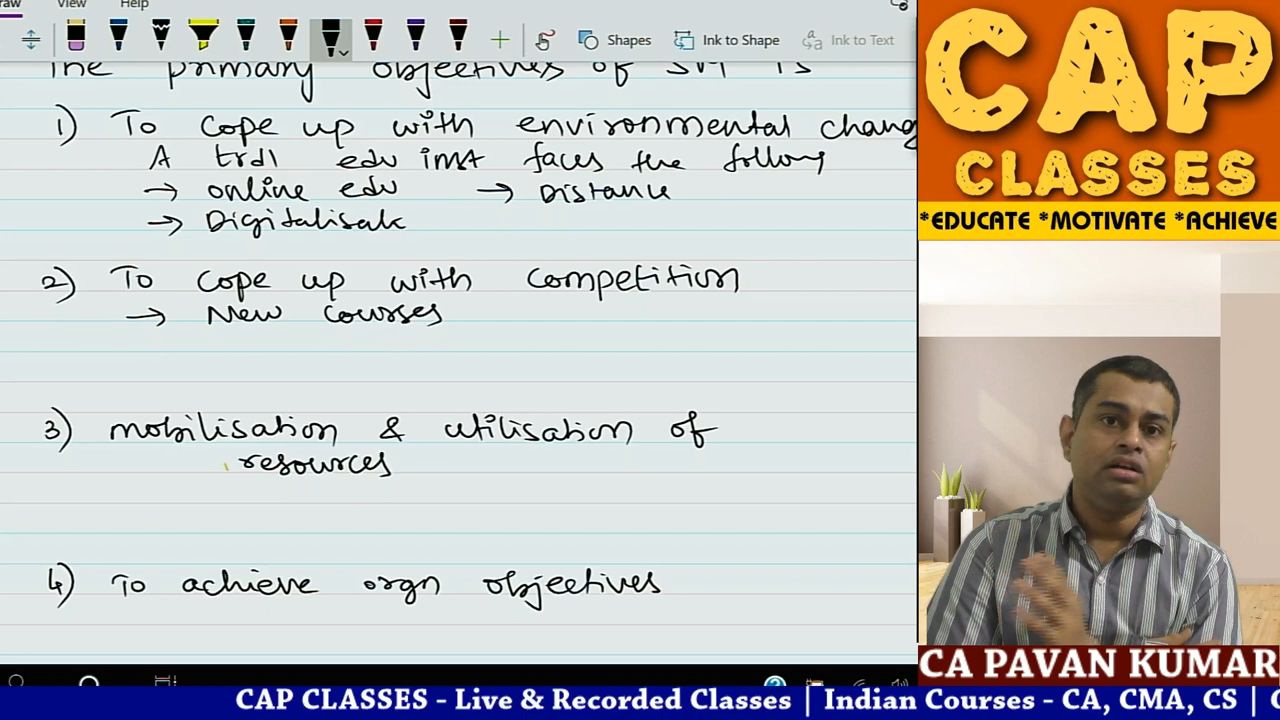 View Help
Shapes Ink to Shape Ink to Text
The primary objectives of SM is
1) To cope up with environmental chang
A trdl edu inst faces the follong
→ online edu → Distance
→ Digitalisak
2) To cope up with competition
→ New courses
3) mobilisation & utilisation of
resources
4) To achieve orgn objectives
CAP
CLASSES
*EDUCATE *MOTIVATE *ACHIEVE
CA PAVAN KUMAR
CAP CLASSES - Live & Recorded Classes | Indian Courses - CA, CMA, CS |